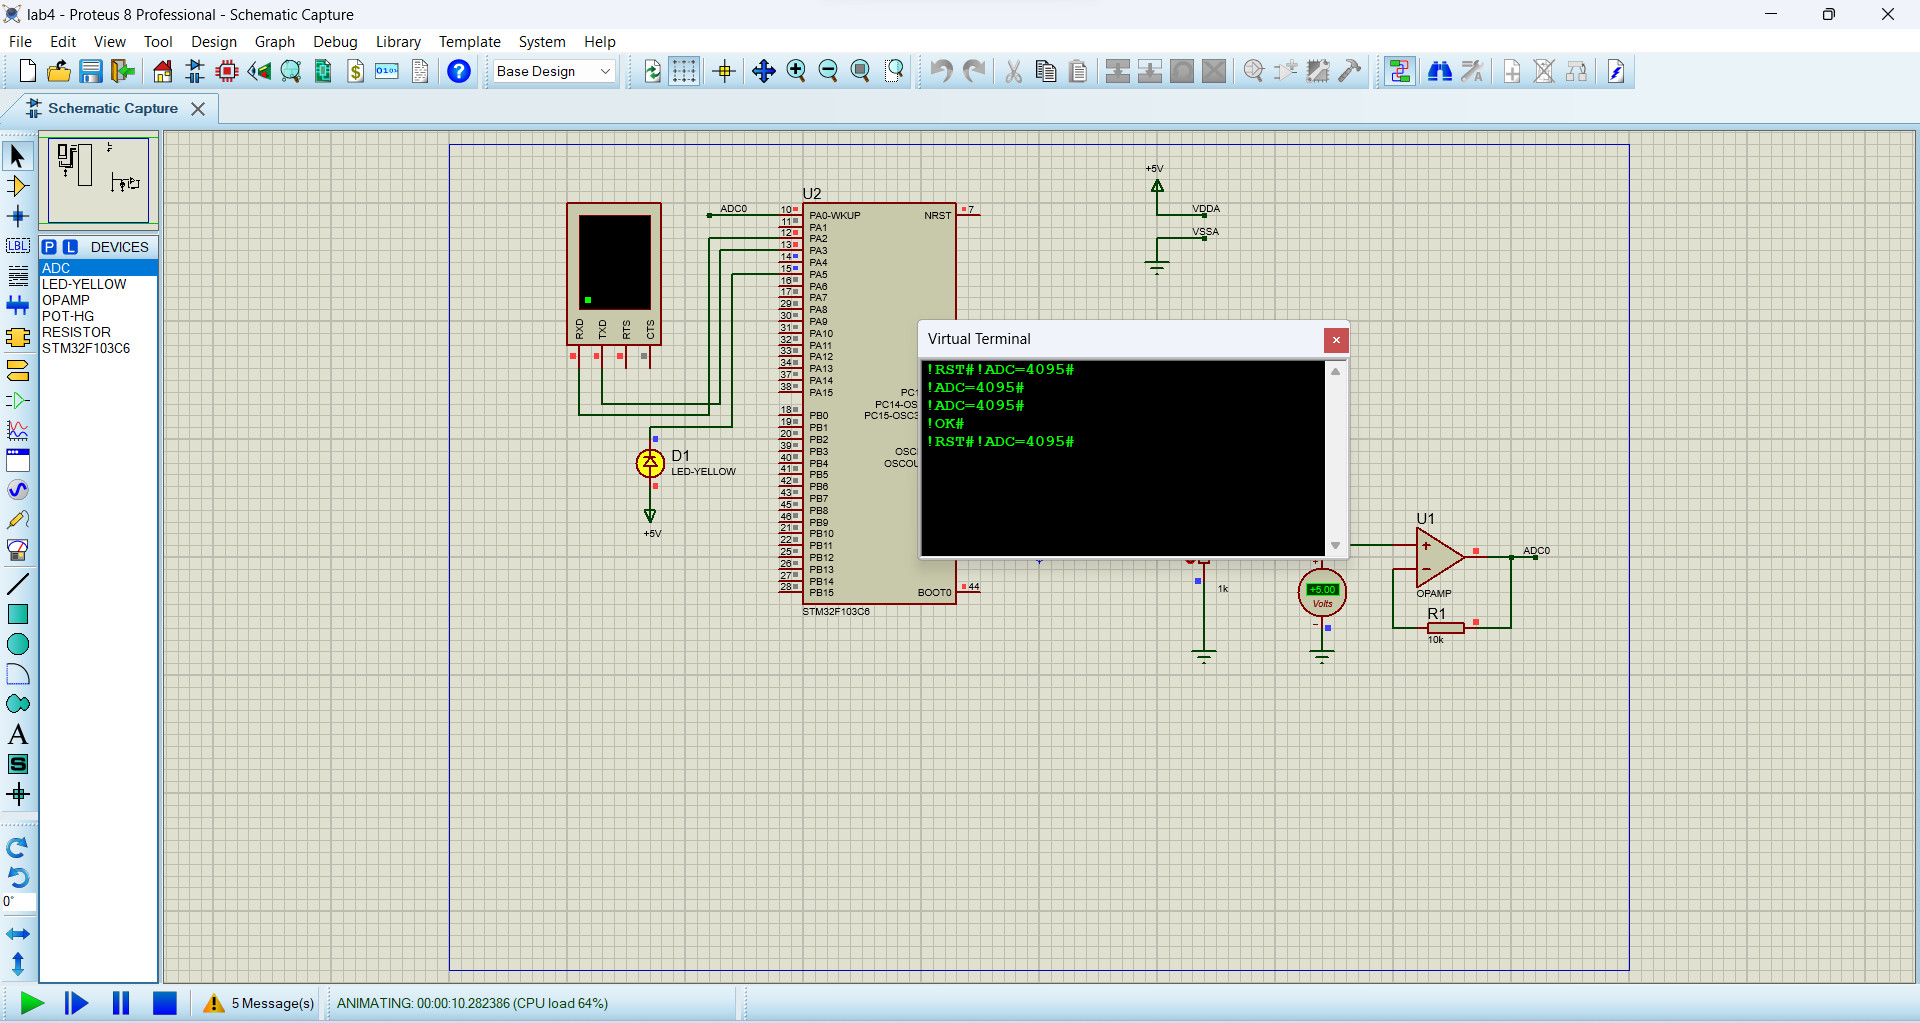 lab4 - Proteus 8 Professional - Schematic Capture
File Edit View Tool Design Graph Debug Library Template System Help
Base Design
Schematic Capture
P L DEVICES
ADC
LED-YELLOW
OPAMP
POT-HG
RESISTOR
STM32F103C6
LBL
A
S
0°
RXD
TXD
RTS
CTS
D1
LED-YELLOW
+5V
ADC0
U2
10 PA0-WKUP
11 PA1
12 PA2
13 PA3
14 PA4
15 PA5
16 PA6
17 PA7
29 PA8
30 PA9
31 PA10
32 PA11
33 PA12
34 PA13
37 PA14
38 PA15
18 PB0
19 PB1
20 PB2
39 PB3
40 PB4
41 PB5
42 PB6
43 PB7
45 PB8
46 PB9
21 PB10
22 PB11
25 PB12
26 PB13
27 PB14
28 PB15
NRST 7
PC1
PC14-OS
PC15-OSC3
OSC
OSCOU
BOOT0 44
STM32F103C6
+5V
VDDA
VSSA
Virtual Terminal
!RST#!ADC=4095#
!ADC=4095#
!ADC=4095#
!OK#
!RST#!ADC=4095#
1k
+5.00
Volts
U1
OPAMP
ADC0
R1
10k
5 Message(s)
ANIMATING: 00:00:10.282386 (CPU load 64%)